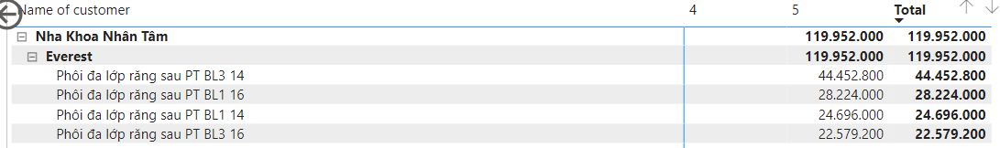 Name of customer 4 5 Total
Nha Khoa Nhân Tâm 119.952.000 119.952.000
Everest 119.952.000 119.952.000
Phôi đa lớp răng sau PT BL3 14 44.452.800 44.452.800
Phôi đa lớp răng sau PT BL1 16 28.224.000 28.224.000
Phôi đa lớp răng sau PT BL1 14 24.696.000 24.696.000
Phôi đa lớp răng sau PT BL3 16 22.579.200 22.579.200